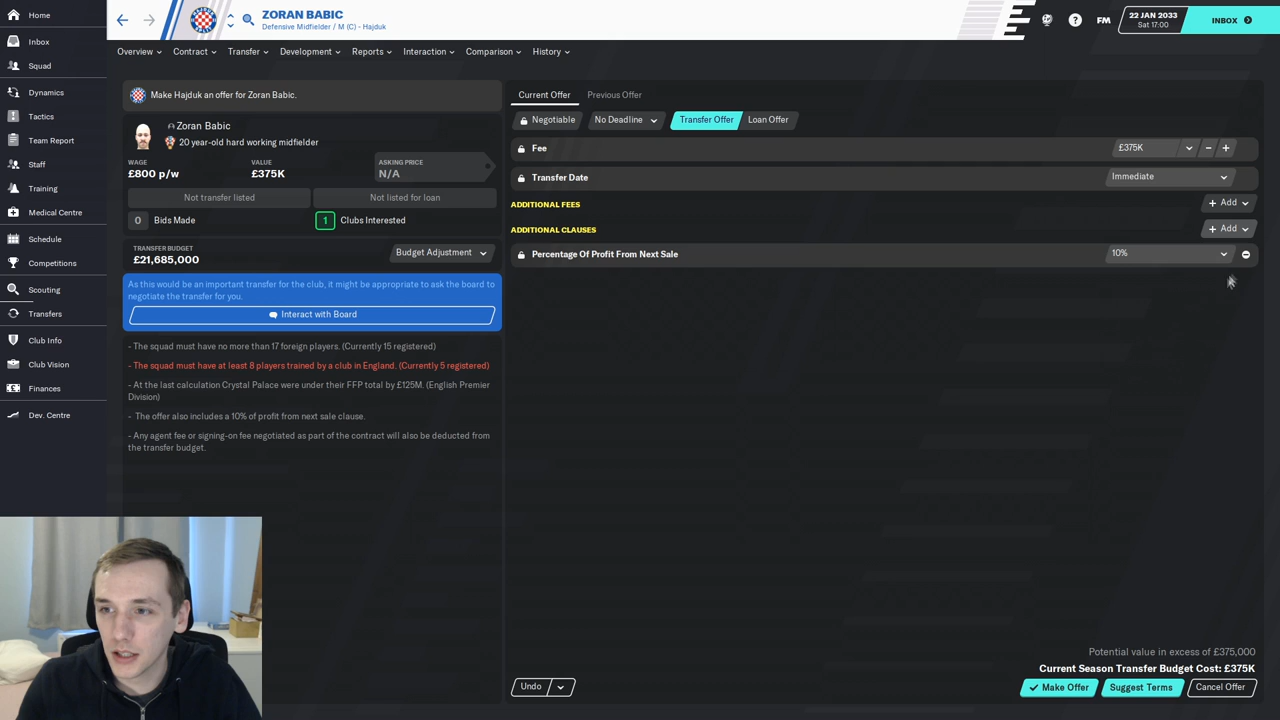 Home
Inbox
Squad
Dynamics
Tactics
Team Report
Staff
Training
Medical Centre
Schedule
Competitions
Scouting
Transfers
Club Info
Club Vision
Finances
Dev. Centre
ZORAN BABIC
Defensive Midfielder / M (C) - Hajduk
FM
22 JAN 2033
Sat 17:00
INBOX
Overview
Contract
Transfer
Development
Reports
Interaction
Comparison
History
Make Hajduk an offer for Zoran Babic.
Zoran Babic
20 year-old hard working midfielder
WAGE
£800 p/w
VALUE
£375K
ASKING PRICE
N/A
Not transfer listed
Not listed for loan
0 Bids Made
1 Clubs Interested
TRANSFER BUDGET
£21,685,000
Budget Adjustment
As this would be an important transfer for the club, it might be appropriate to ask the board to
negotiate the transfer for you.
Interact with Board
- The squad must have no more than 17 foreign players. (Currently 15 registered)
- The squad must have at least 8 players trained by a club in England. (Currently 5 registered)
- At the last calculation Crystal Palace were under their FFP total by £125M. (English Premier
Division)
- The offer also includes a 10% of profit from next sale clause.
- Any agent fee or signing-on fee negotiated as part of the contract will also be deducted from
the transfer budget.
Current Offer
Previous Offer
Negotiable
No Deadline
Transfer Offer
Loan Offer
Fee
£375K
Transfer Date
Immediate
ADDITIONAL FEES
+ Add
ADDITIONAL CLAUSES
+ Add
Percentage Of Profit From Next Sale
10%
Potential value in excess of £375,000
Current Season Transfer Budget Cost: £375K
Undo
Make Offer
Suggest Terms
Cancel Offer